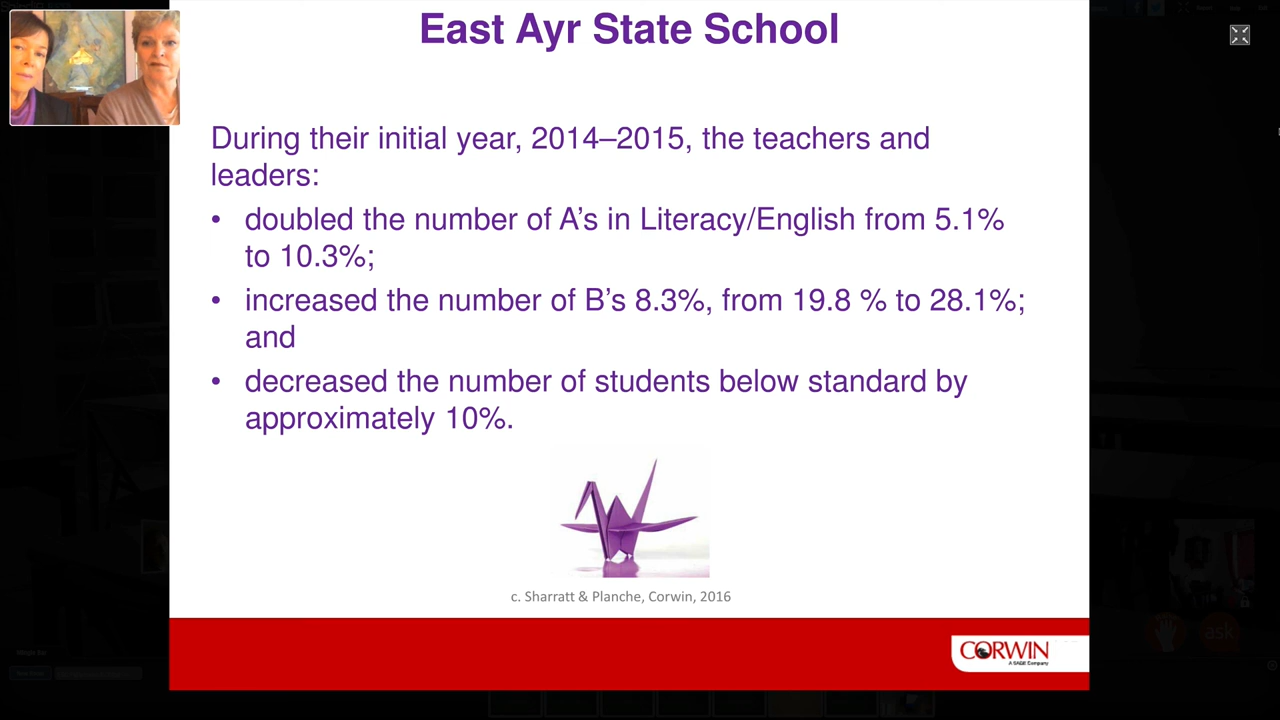 East Ayr State School
During their initial year, 2014–2015, the teachers and
leaders:
• doubled the number of A’s in Literacy/English from 5.1%
to 10.3%;
• increased the number of B’s 8.3%, from 19.8 % to 28.1%;
and
• decreased the number of students below standard by
approximately 10%.
c. Sharratt & Planche, Corwin, 2016
CORWIN
A SAGE Company
ask